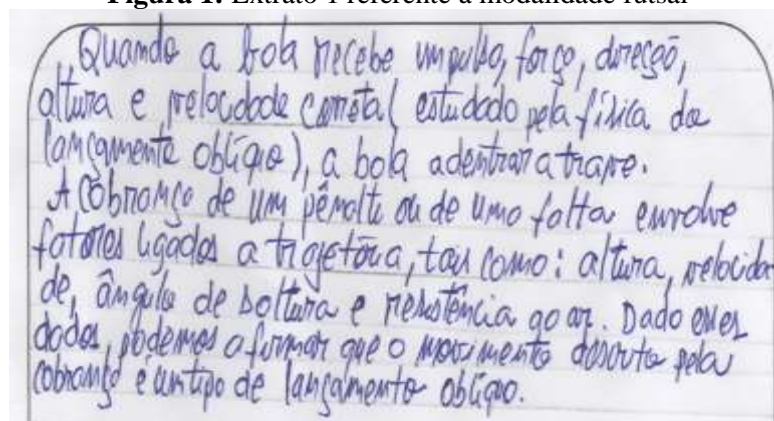 Figura 1: Extrato 1 referente à modalidade futsal
Quando a bola recebe impulso, força, direção,
altura e velocidade correta (estudado pela física de
lançamento oblíquo), a bola adentrar a trave.
A cobrança de um pênalti ou de uma falta envolve
fatores ligados a trajetória, tais como: altura, velocida
de, ângulo de soltura e resistência ao ar. Dado esses
dados, podemos afirmar que o movimento descrito pela
cobrança é um tipo de lançamento oblíquo.